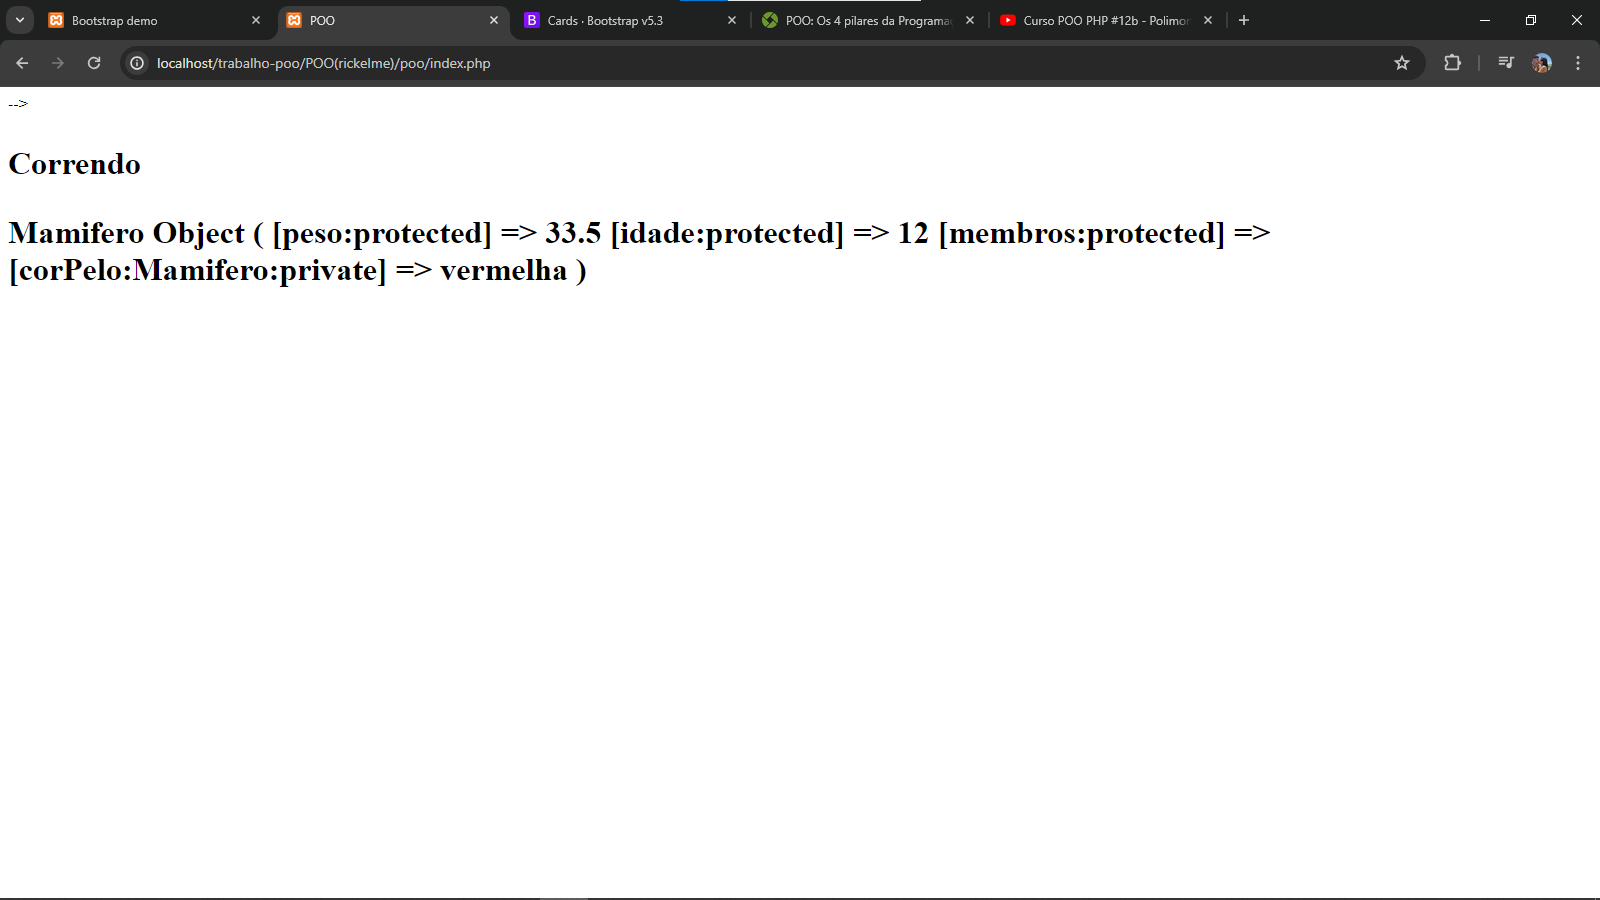 Bootstrap demo
POO
Cards · Bootstrap v5.3
POO: Os 4 pilares da Programa
Curso POO PHP #12b - Polimor
localhost/trabalho-poo/POO(rickelme)/poo/index.php
-->
Correndo
Mamifero Object ( [peso:protected] => 33.5 [idade:protected] => 12 [membros:protected] =>
[corPelo:Mamifero:private] => vermelha )